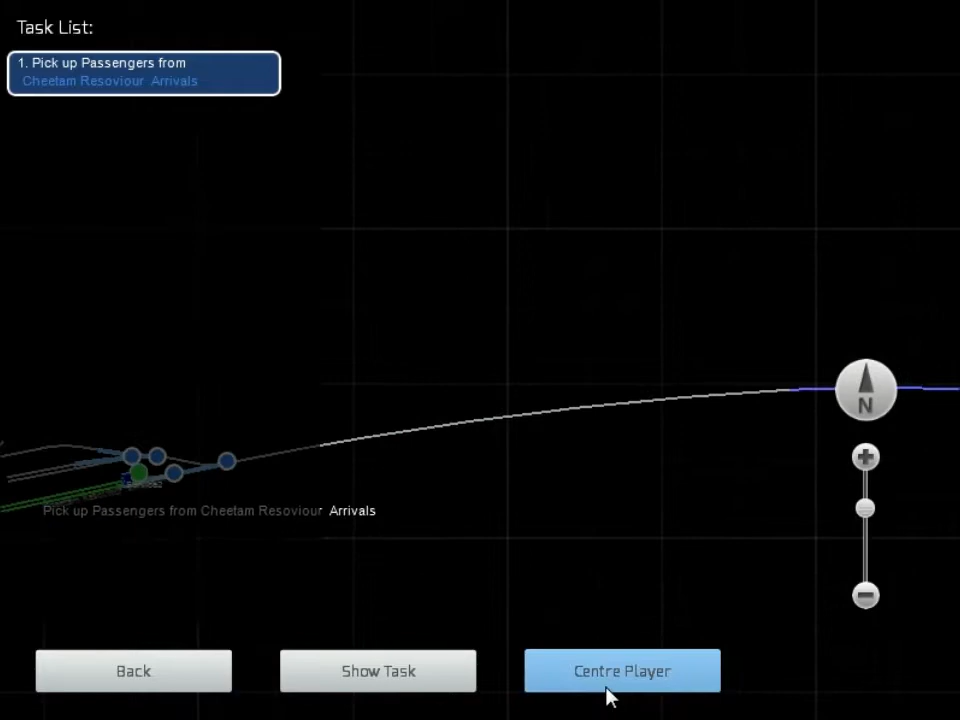 Task List:
1. Pick up Passengers from
Cheetam Resoviour Arrivals
N
Pick up Passengers from Cheetam Resoviour Arrivals
Back
Show Task
Centre Player